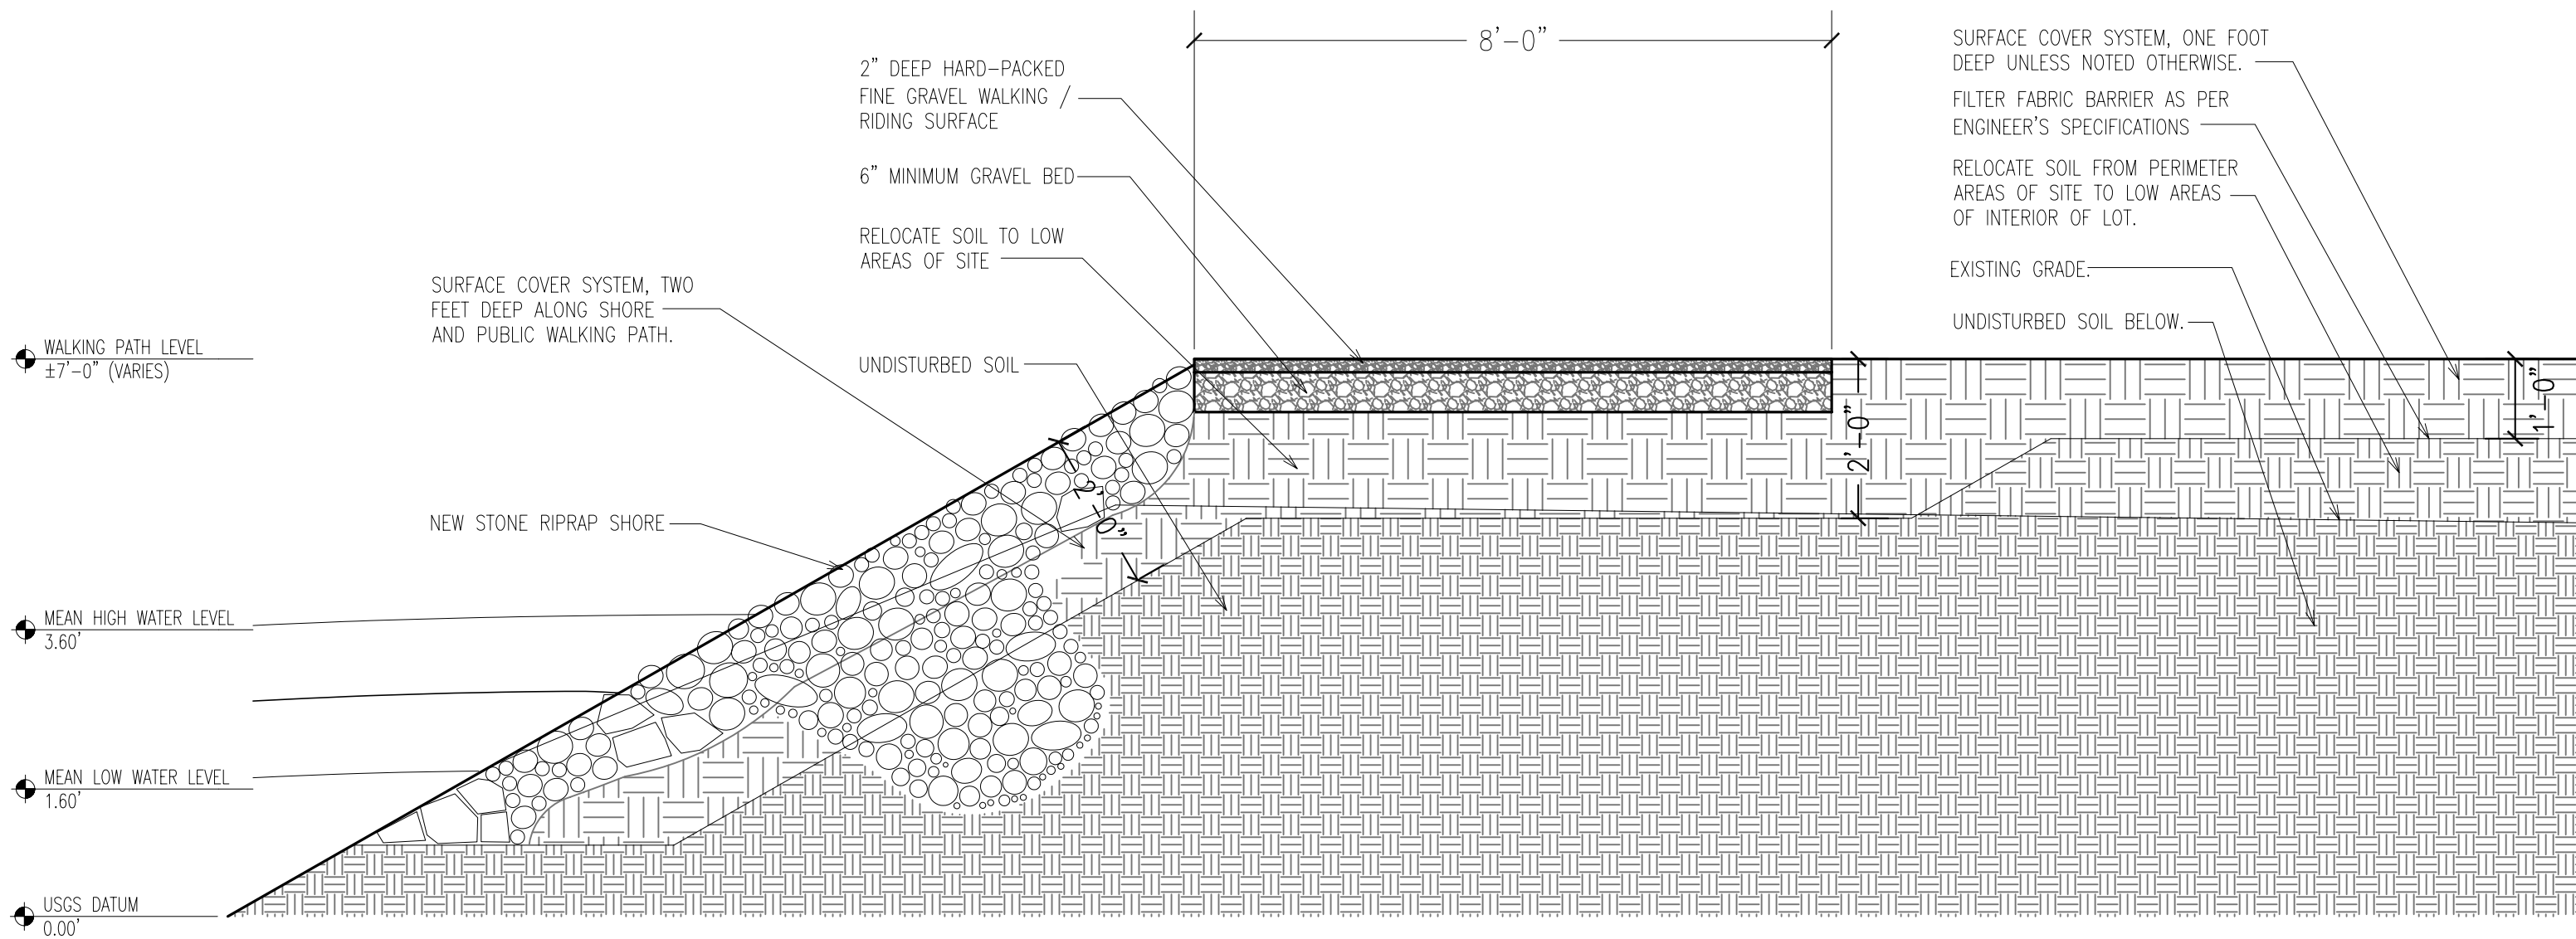 8'-0"
2" DEEP HARD-PACKED
FINE GRAVEL WALKING /
RIDING SURFACE
6" MINIMUM GRAVEL BED
RELOCATE SOIL TO LOW
AREAS OF SITE
UNDISTURBED SOIL
SURFACE COVER SYSTEM, TWO
FEET DEEP ALONG SHORE
AND PUBLIC WALKING PATH.
NEW STONE RIPRAP SHORE
SURFACE COVER SYSTEM, ONE FOOT
DEEP UNLESS NOTED OTHERWISE.
FILTER FABRIC BARRIER AS PER
ENGINEER'S SPECIFICATIONS
RELOCATE SOIL FROM PERIMETER
AREAS OF SITE TO LOW AREAS
OF INTERIOR OF LOT.
EXISTING GRADE.
UNDISTURBED SOIL BELOW.
WALKING PATH LEVEL
±7'-0" (VARIES)
2'-0"
2'-0"
1'-0"
MEAN HIGH WATER LEVEL
3.60'
MEAN LOW WATER LEVEL
1.60'
USGS DATUM
0.00'